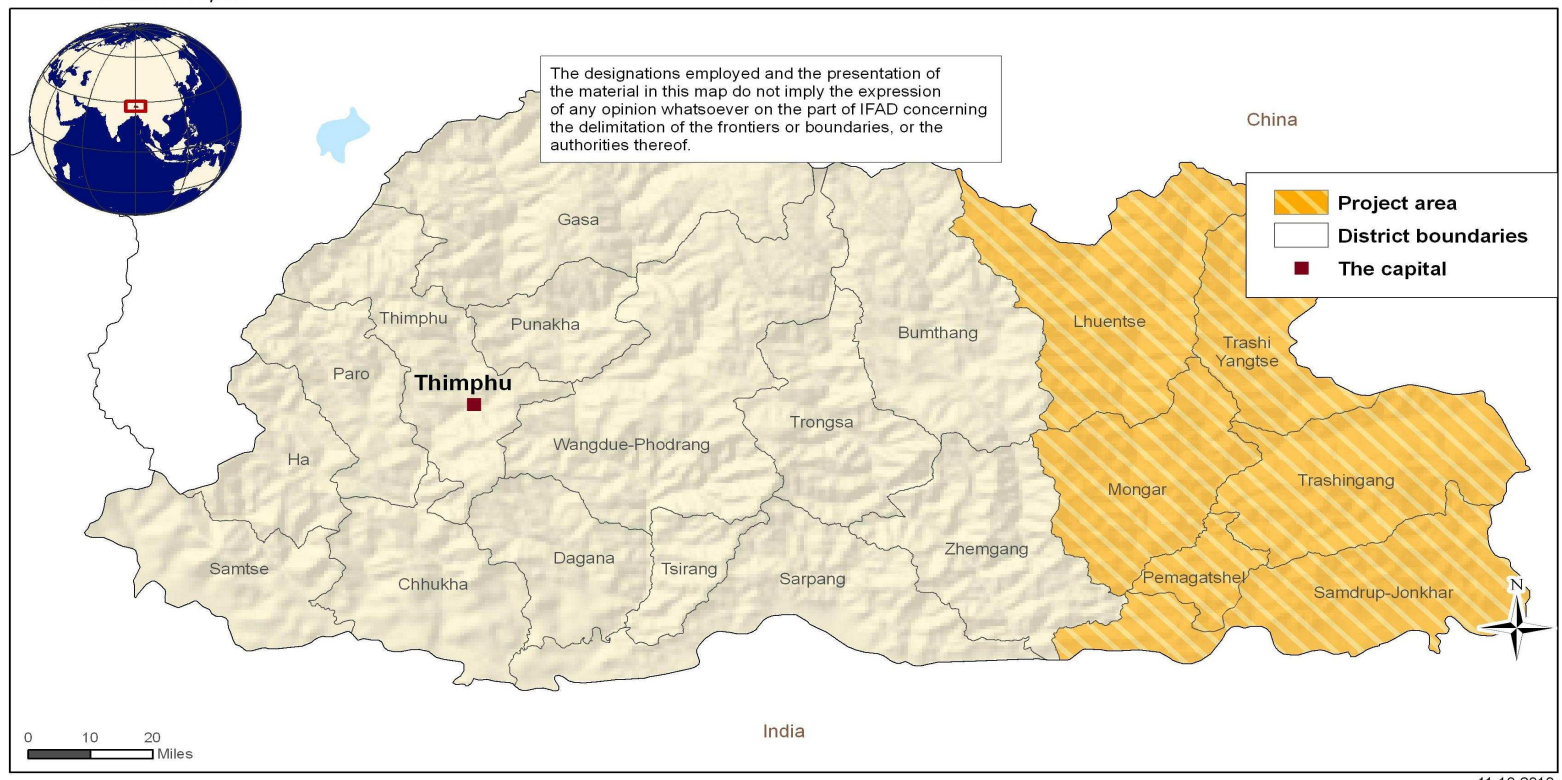 The designations employed and the presentation of
the material in this map do not imply the expression
of any opinion whatsoever on the part of IFAD concerning
the delimitation of the frontiers or boundaries, or the
authorities thereof.
China
Project area
District boundaries
The capital
Gasa
Thimphu
Punakha
Bumthang
Lhuentse
Trashi
Yangtse
Paro
Thimphu
Trongsa
Wangdue-Phodrang
Ha
Mongar
Trashingang
Samtse
Chhukha
Dagana
Tsirang
Sarpang
Zhemgang
Pemagatshel
Samdrup-Jonkhar
N
India
0 10 20
Miles